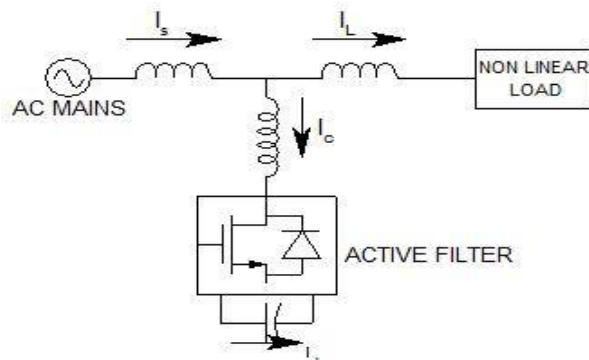 Is
IL
AC MAINS
NON LINEAR
LOAD
Ic
ACTIVE FILTER